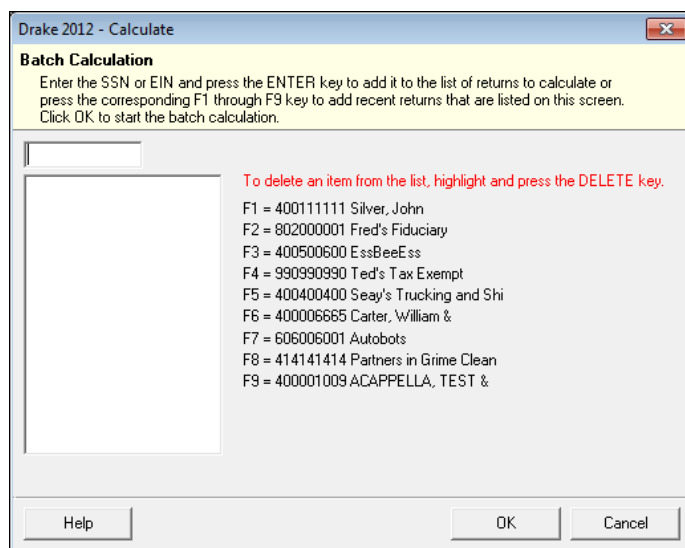 Drake 2012 - Calculate
Batch Calculation
Enter the SSN or EIN and press the ENTER key to add it to the list of returns to calculate or
press the corresponding F1 through F9 key to add recent returns that are listed on this screen.
Click OK to start the batch calculation.
To delete an item from the list, highlight and press the DELETE key.
F1 = 400111111 Silver, John
F2 = 802000001 Fred's Fiduciary
F3 = 400500600 EssBeeEss
F4 = 990990990 Ted's Tax Exempt
F5 = 400400400 Seay's Trucking and Shi
F6 = 400006665 Carter, William &
F7 = 606006001 Autobots
F8 = 414141414 Partners in Grime Clean
F9 = 400001009 ACAPPELLA, TEST &
Help
OK
Cancel